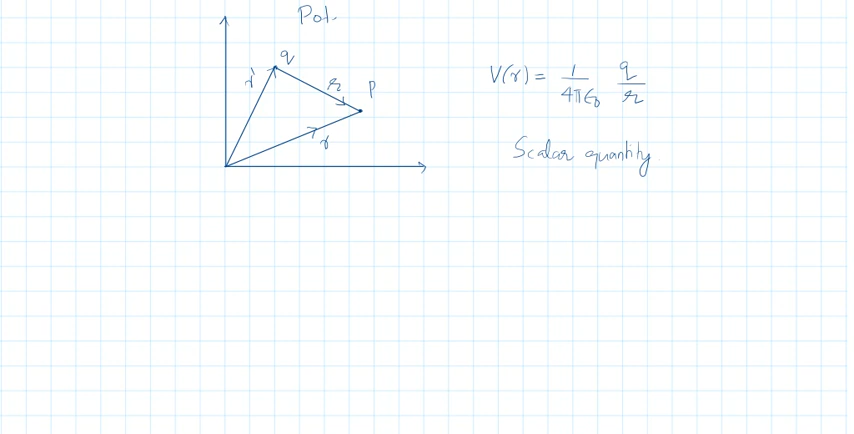 Pot.
q
r'
r
P
r
V(r) = 1/4πε₀ q/r
Scalar quantity.